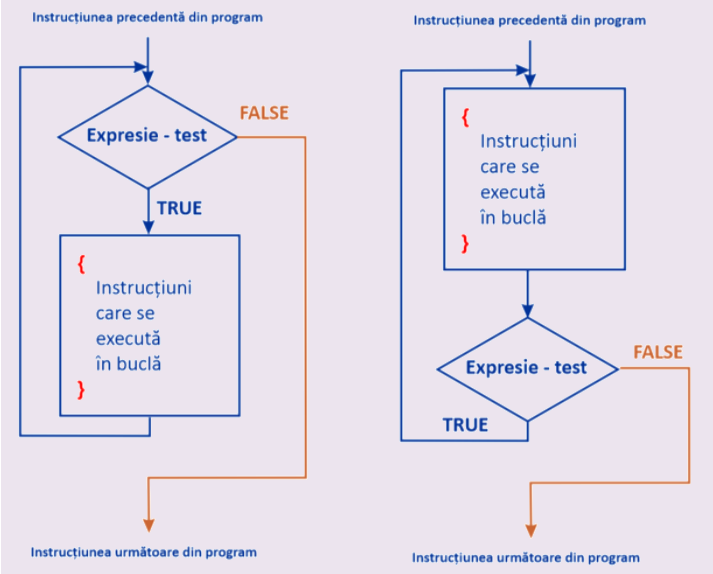 Instrucțiunea precedentă din program
FALSE
Expresie - test
TRUE
{
Instrucțiuni
care se
execută
în buclă
}
Instrucțiunea următoare din program
Instrucțiunea precedentă din program
{
Instrucțiuni
care se
execută
în buclă
}
FALSE
Expresie - test
TRUE
Instrucțiunea următoare din program